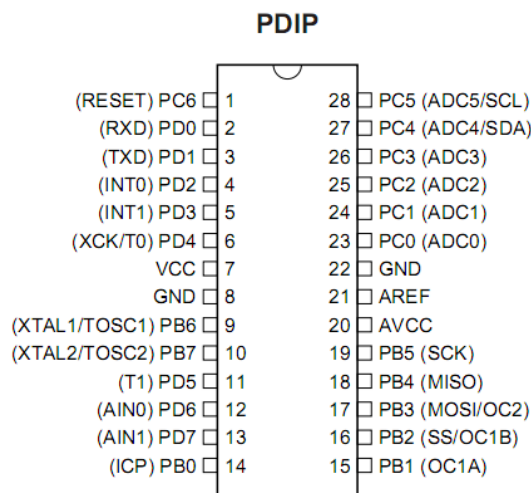 PDIP
(RESET) PC6 1 28 PC5 (ADC5/SCL)
(RXD) PD0 2 27 PC4 (ADC4/SDA)
(TXD) PD1 3 26 PC3 (ADC3)
(INT0) PD2 4 25 PC2 (ADC2)
(INT1) PD3 5 24 PC1 (ADC1)
(XCK/T0) PD4 6 23 PC0 (ADC0)
VCC 7 22 GND
GND 8 21 AREF
(XTAL1/TOSC1) PB6 9 20 AVCC
(XTAL2/TOSC2) PB7 10 19 PB5 (SCK)
(T1) PD5 11 18 PB4 (MISO)
(AIN0) PD6 12 17 PB3 (MOSI/OC2)
(AIN1) PD7 13 16 PB2 (SS/OC1B)
(ICP) PB0 14 15 PB1 (OC1A)